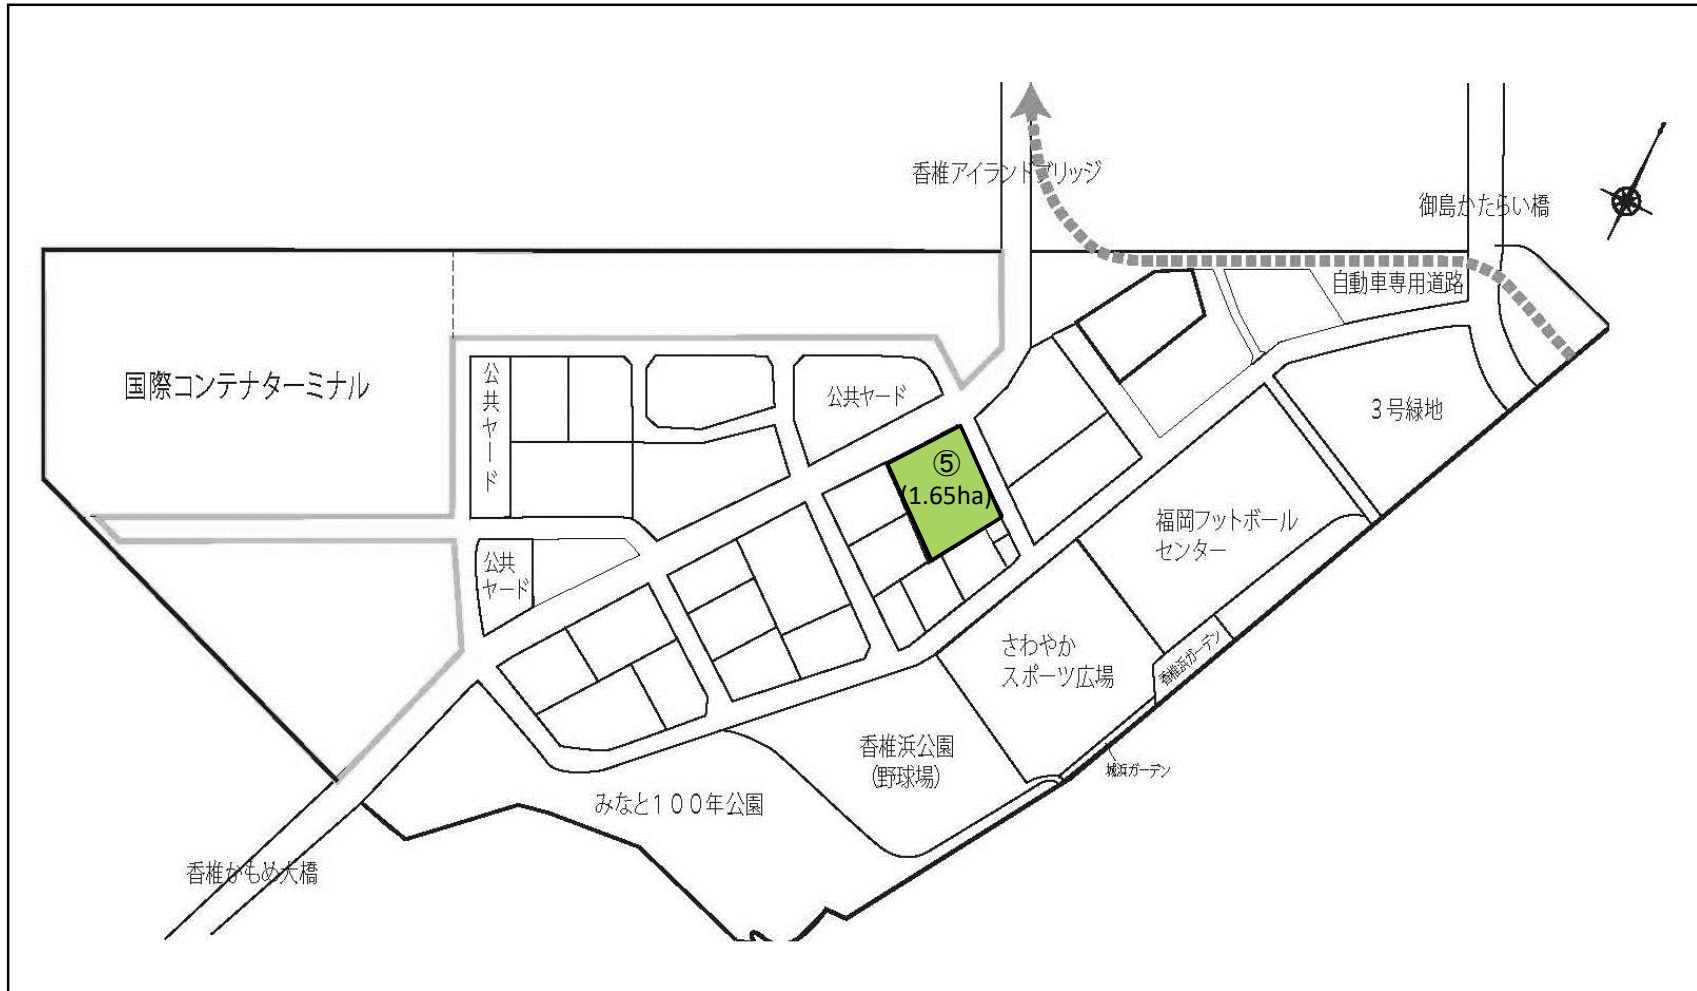 香椎アイランドブリッジ
御島かたらい橋
自動車専用道路
国際コンテナターミナル
公共ヤード
公共ヤード
3号緑地
⑤
(1.65ha)
福岡フットボール
センター
公共
ヤード
さわやか
スポーツ広場
香椎浜ガーデン
香椎浜公園
(野球場)
城浜ガーデン
みなと100年公園
香椎かもめ大橋